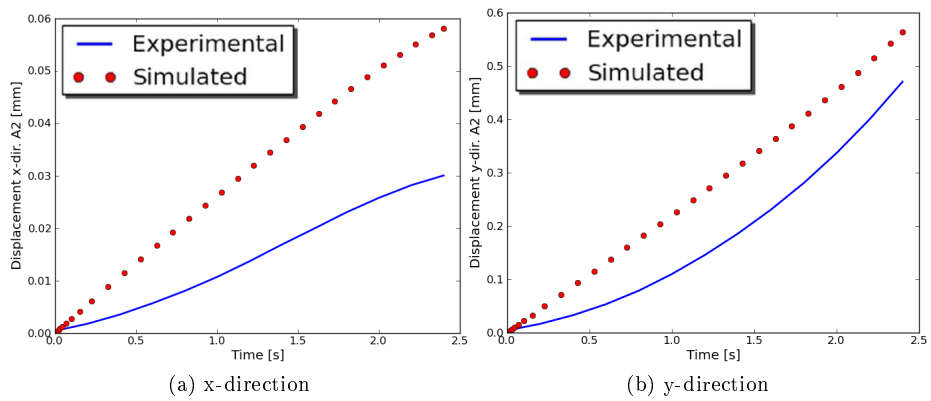 Experimental
Simulated
Displacement x-dir. A2 [mm]
0.06
0.05
0.04
0.03
0.02
0.01
0.00
0.0 0.5 1.0 1.5 2.0 2.5
Time [s]
(a) x-direction
Experimental
Simulated
Displacement y-dir. A2 [mm]
0.6
0.5
0.4
0.3
0.2
0.1
0.0
0.0 0.5 1.0 1.5 2.0 2.5
Time [s]
(b) y-direction